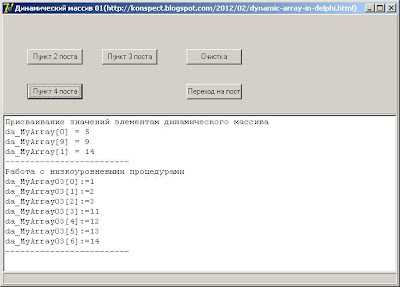 Динамический массив 01(http://konspect.blogspot.com/2012/02/dynamic-array-in-delphi.html)
Пункт 2 поста
Пункт 3 поста
Очистка
Пункт 4 поста
Переход на пост
Присваивание значений элементам динамического массива
da_MyArray[0] = 5
da_MyArray[9] = 9
da_MyArray[1] = 14
-------------------------
Работа с низкоуровневыми процедурами
da_MyArray03[0]:=1
da_MyArray03[1]:=2
da_MyArray03[2]:=3
da_MyArray03[3]:=11
da_MyArray03[4]:=12
da_MyArray03[5]:=13
da_MyArray03[6]:=14
-------------------------